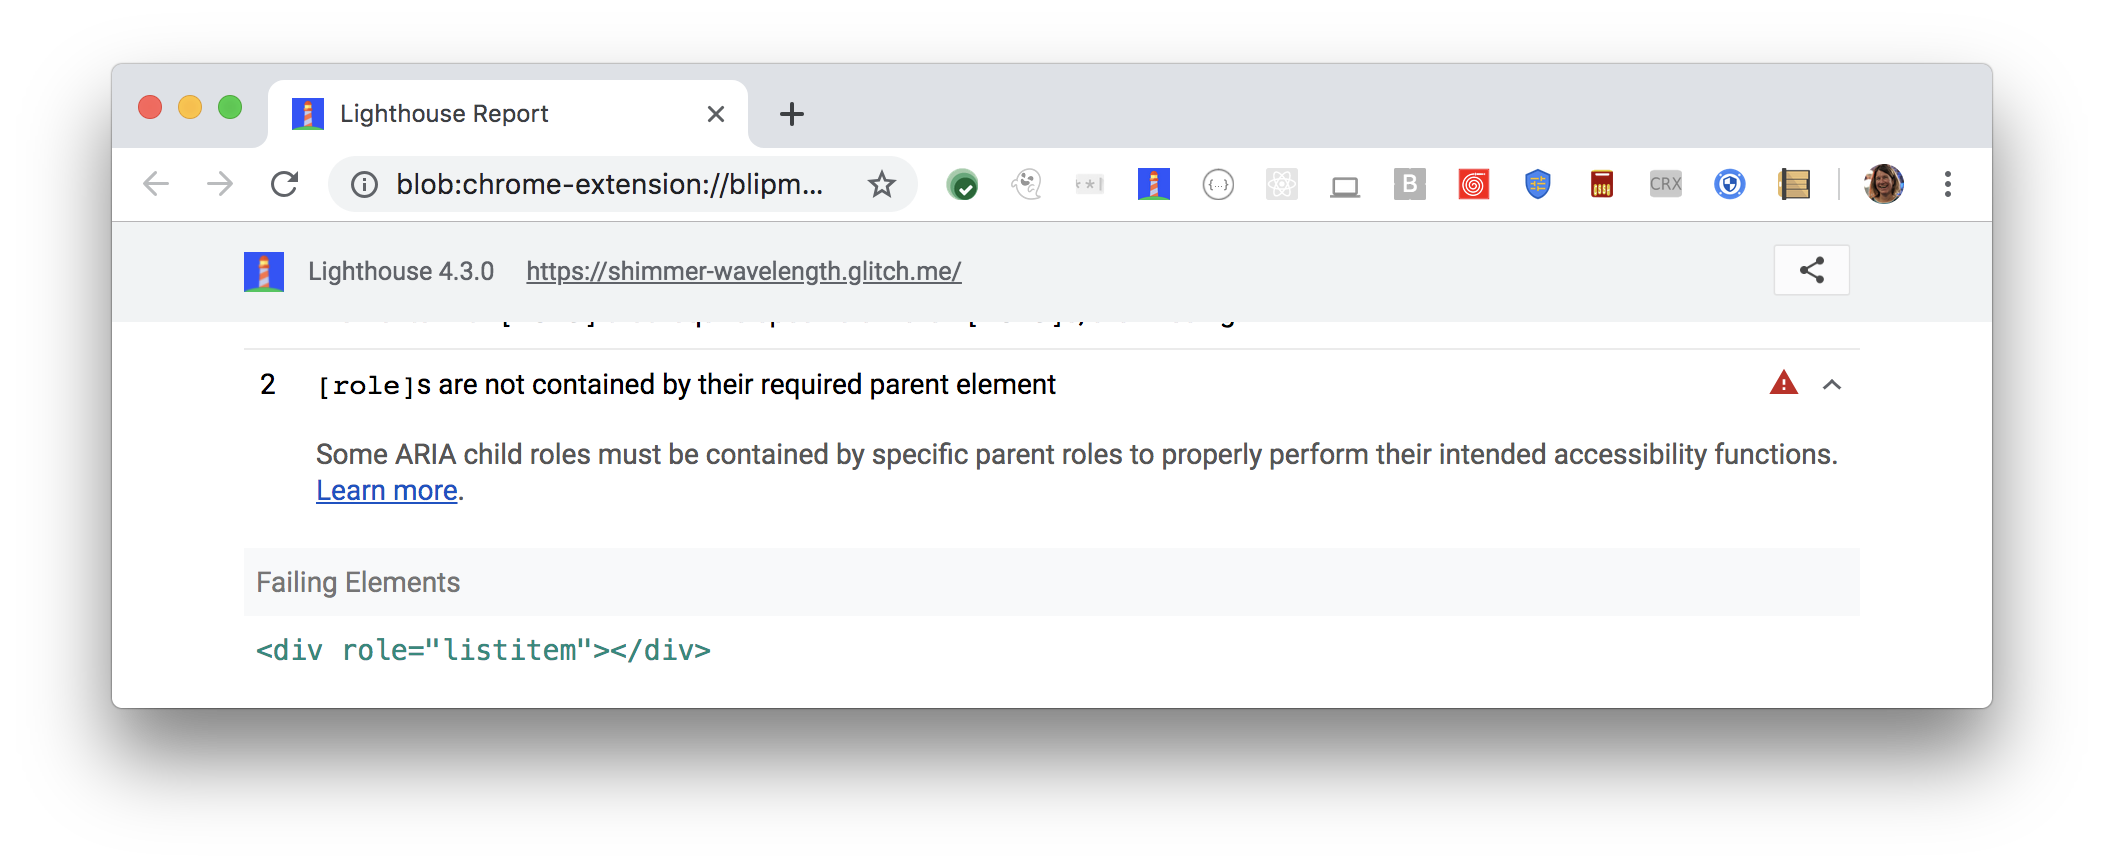 Lighthouse Report
blob:chrome-extension://blipm...
{...}
B
CRX
Lighthouse 4.3.0 https://shimmer-wavelength.glitch.me/
2 [role]s are not contained by their required parent element
Some ARIA child roles must be contained by specific parent roles to properly perform their intended accessibility functions.
Learn more.
Failing Elements
<div role="listitem"></div>